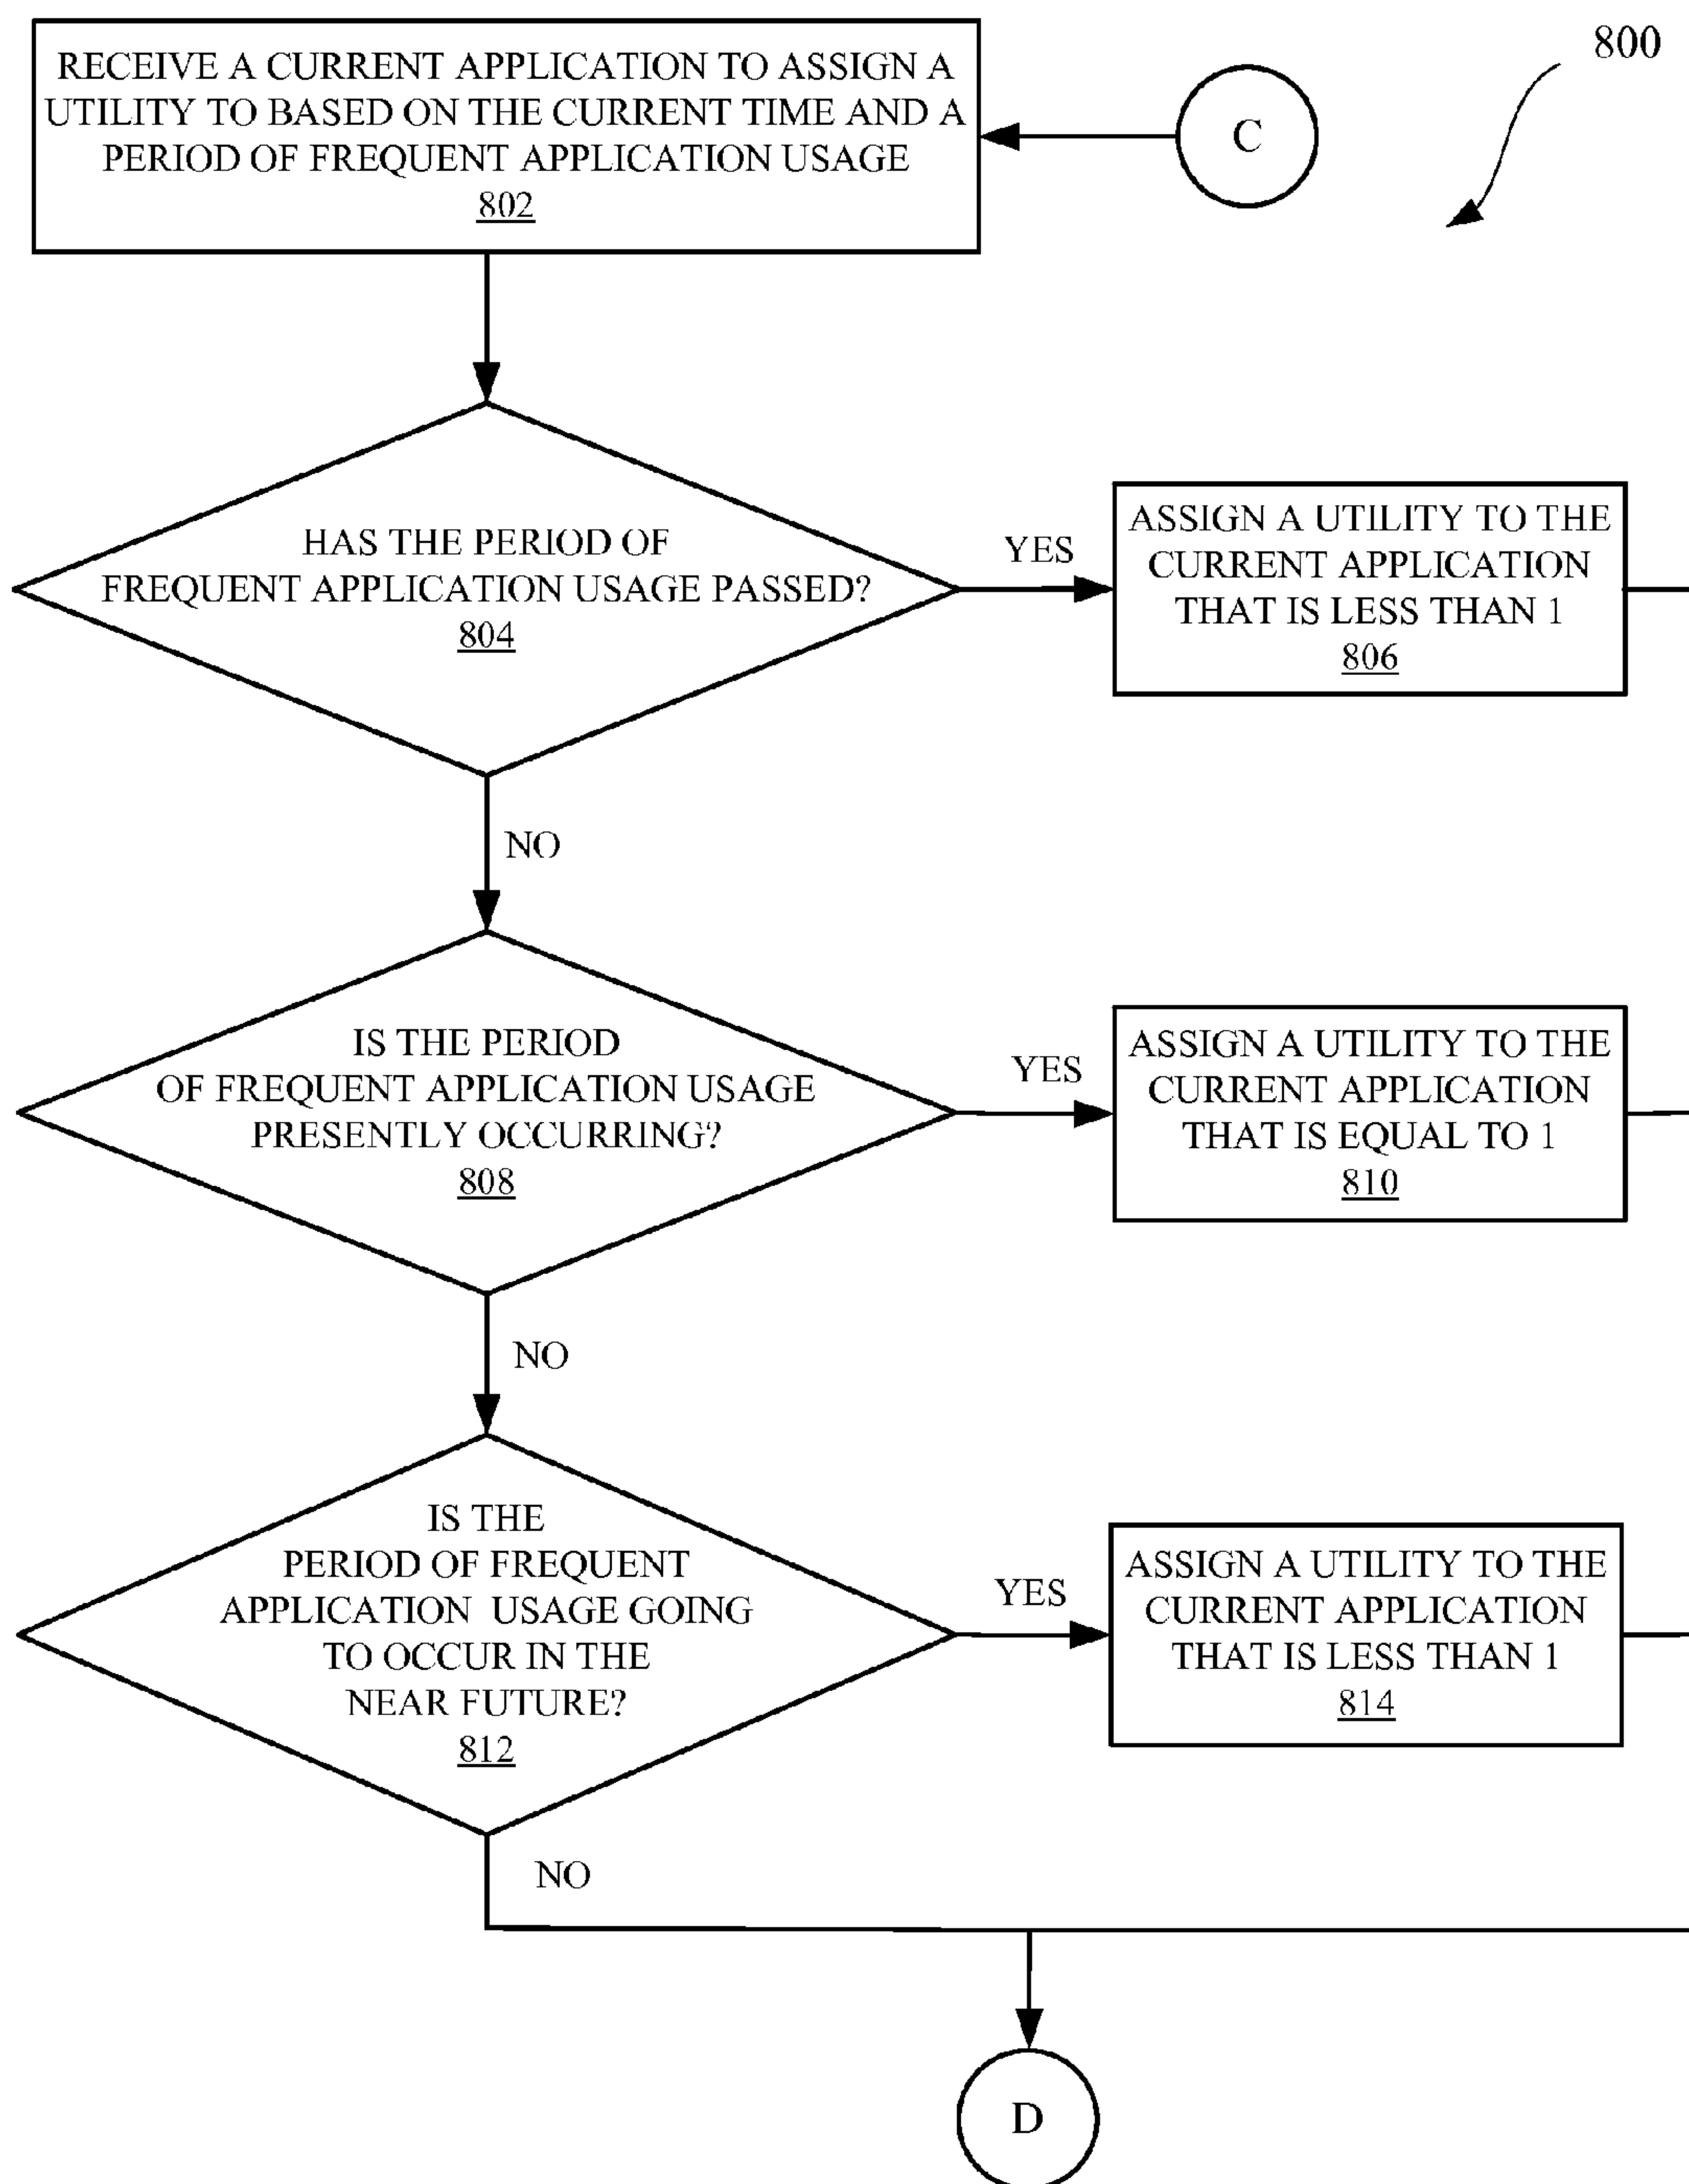 800
RECEIVE A CURRENT APPLICATION TO ASSIGN A
UTILITY TO BASED ON THE CURRENT TIME AND A
PERIOD OF FREQUENT APPLICATION USAGE
802
C
HAS THE PERIOD OF
FREQUENT APPLICATION USAGE PASSED?
804
YES
ASSIGN A UTILITY TO THE
CURRENT APPLICATION
THAT IS LESS THAN 1
806
NO
IS THE PERIOD
OF FREQUENT APPLICATION USAGE
PRESENTLY OCCURRING?
808
YES
ASSIGN A UTILITY TO THE
CURRENT APPLICATION
THAT IS EQUAL TO 1
810
NO
IS THE
PERIOD OF FREQUENT
APPLICATION USAGE GOING
TO OCCUR IN THE
NEAR FUTURE?
812
YES
ASSIGN A UTILITY TO THE
CURRENT APPLICATION
THAT IS LESS THAN 1
814
NO
D